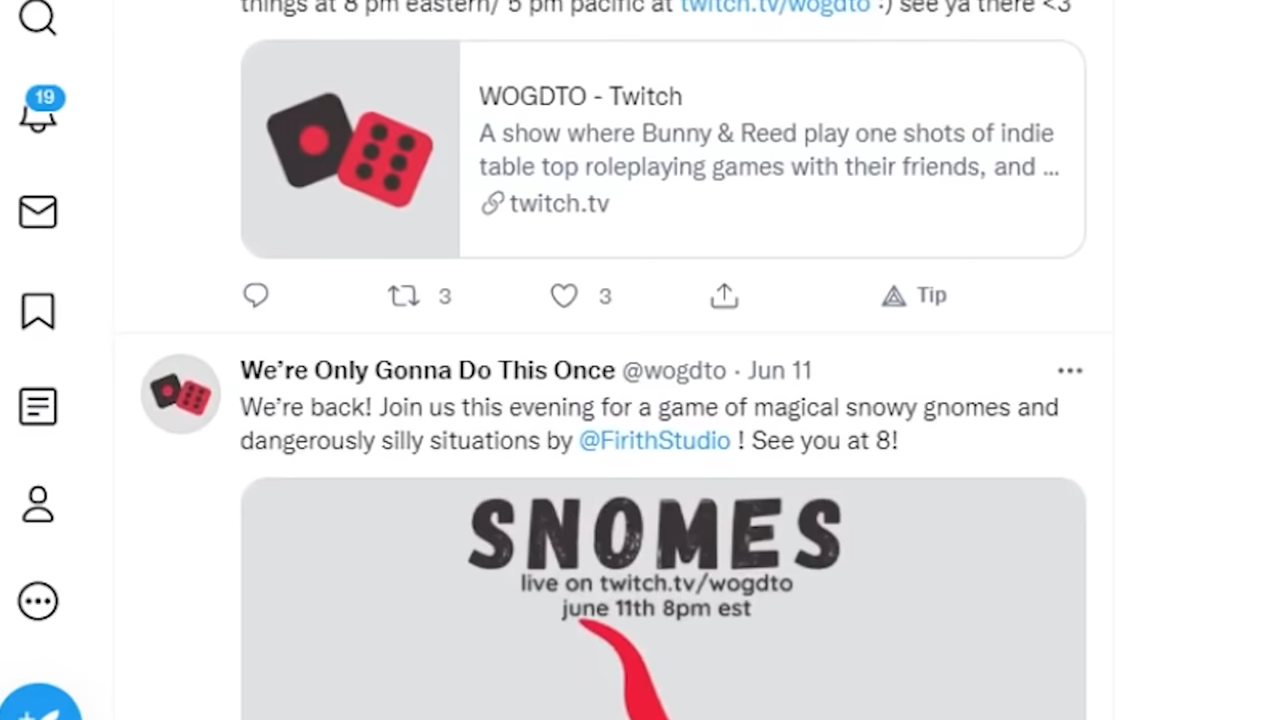 things at 8 pm eastern/ 5 pm pacific at twitch.tv/wogdto :) see ya there <3
19
WOGDTO - Twitch
A show where Bunny & Reed play one shots of indie
table top roleplaying games with their friends, and ...
twitch.tv
3
3
Tip
We’re Only Gonna Do This Once @wogdto · Jun 11
We’re back! Join us this evening for a game of magical snowy gnomes and
dangerously silly situations by @FirithStudio ! See you at 8!
SNOMES
live on twitch.tv/wogdto
june 11th 8pm est